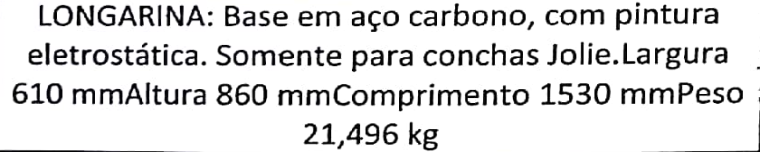 LONGARINA: Base em aço carbono, com pintura
eletrostática. Somente para conchas Jolie.Largura
610 mmAltura 860 mmComprimento 1530 mmPeso
21,496 kg